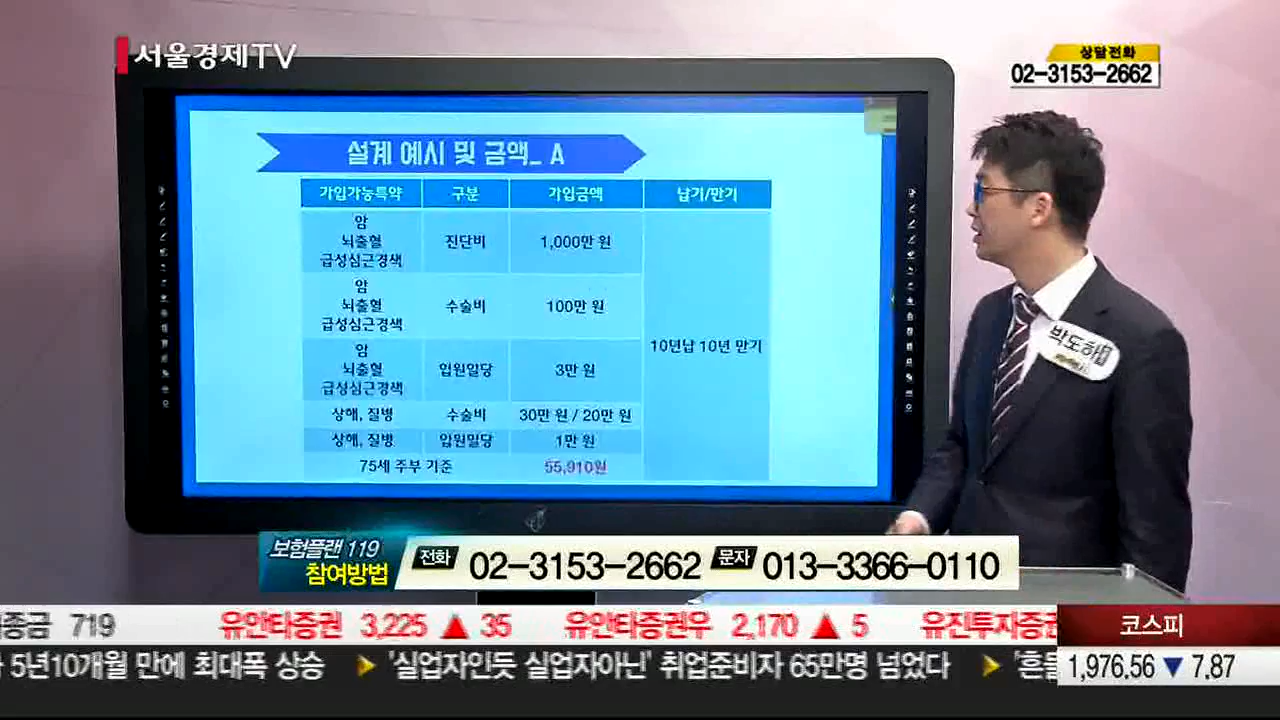 서울경제TV
상담전화
02-3153-2662
설계 예시 및 금액_ A
가입가능특약 구분 가입금액 납기/만기
암
뇌출혈
급성심근경색
진단비 1,000만 원
암
뇌출혈
급성심근경색
수술비 100만 원
암
뇌출혈
급성심근경색
입원일당 3만 원
10년납 10년 만기
상해, 질병 수술비 30만 원 / 20만 원
상해, 질병 입원일당 1만 원
75세 주부 기준 55,910원
박도하
보험플랜 119
참여방법
전화 02-3153-2662 문자 013-3366-0110
종금 719 유안타증권 3,225 ▲ 35 유안타증권우 2,170 ▲ 5 유진투자증권
코스피
5년10개월 만에 최대폭 상승 '실업자인듯 실업자아닌' 취업준비자 65만명 넘었다
1,976.56 ▼ 7.87